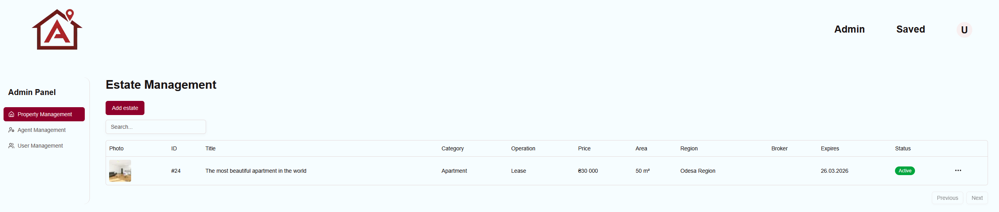 A
Admin Saved U
Admin Panel
Property Management
Agent Management
User Management
Estate Management
Add estate
Search...
Photo ID Title Category Operation Price Area Region Broker Expires Status
#24 The most beautiful apartment in the world Apartment Lease ₴30 000 50 m² Odesa Region 26.03.2026 Active ···
Previous Next